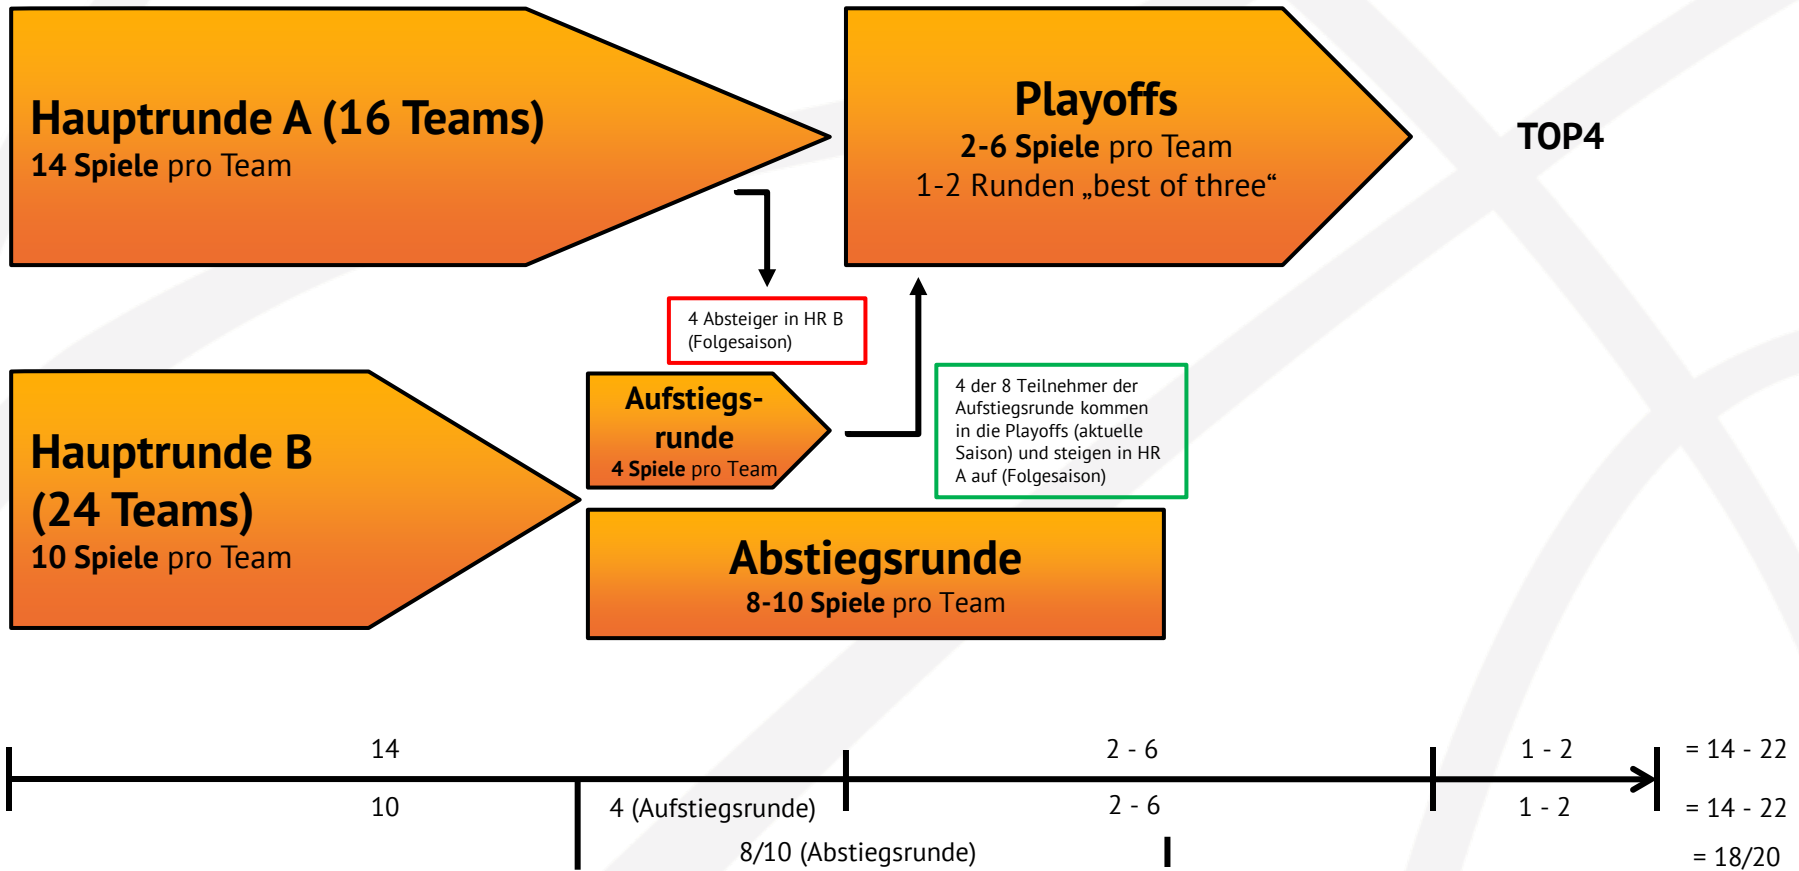 Hauptrunde A (16 Teams)
14 Spiele pro Team
Playoffs
2-6 Spiele pro Team
1-2 Runden „best of three“
TOP4
4 Absteiger in HR B
(Folgesaison)
Hauptrunde B
(24 Teams)
10 Spiele pro Team
Aufstiegs-
runde
4 Spiele pro Team
4 der 8 Teilnehmer der
Aufstiegsrunde kommen
in die Playoffs (aktuelle
Saison) und steigen in HR
A auf (Folgesaison)
Abstiegsrunde
8-10 Spiele pro Team
14
2 - 6
1 - 2
= 14 - 22
10
4 (Aufstiegsrunde)
2 - 6
1 - 2
= 14 - 22
8/10 (Abstiegsrunde)
= 18/20